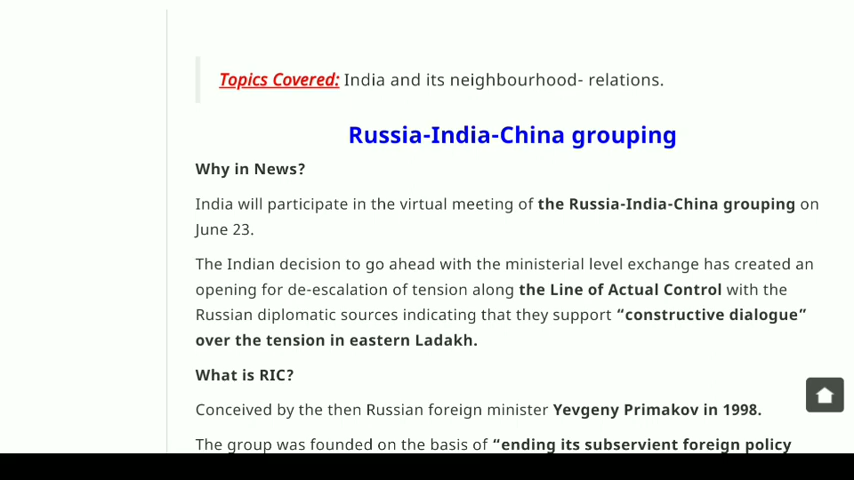 Topics Covered: India and its neighbourhood- relations.
Russia-India-China grouping
Why in News?
India will participate in the virtual meeting of the Russia-India-China grouping on
June 23.
The Indian decision to go ahead with the ministerial level exchange has created an
opening for de-escalation of tension along the Line of Actual Control with the
Russian diplomatic sources indicating that they support “constructive dialogue”
over the tension in eastern Ladakh.
What is RIC?
Conceived by the then Russian foreign minister Yevgeny Primakov in 1998.
The group was founded on the basis of “ending its subservient foreign policy